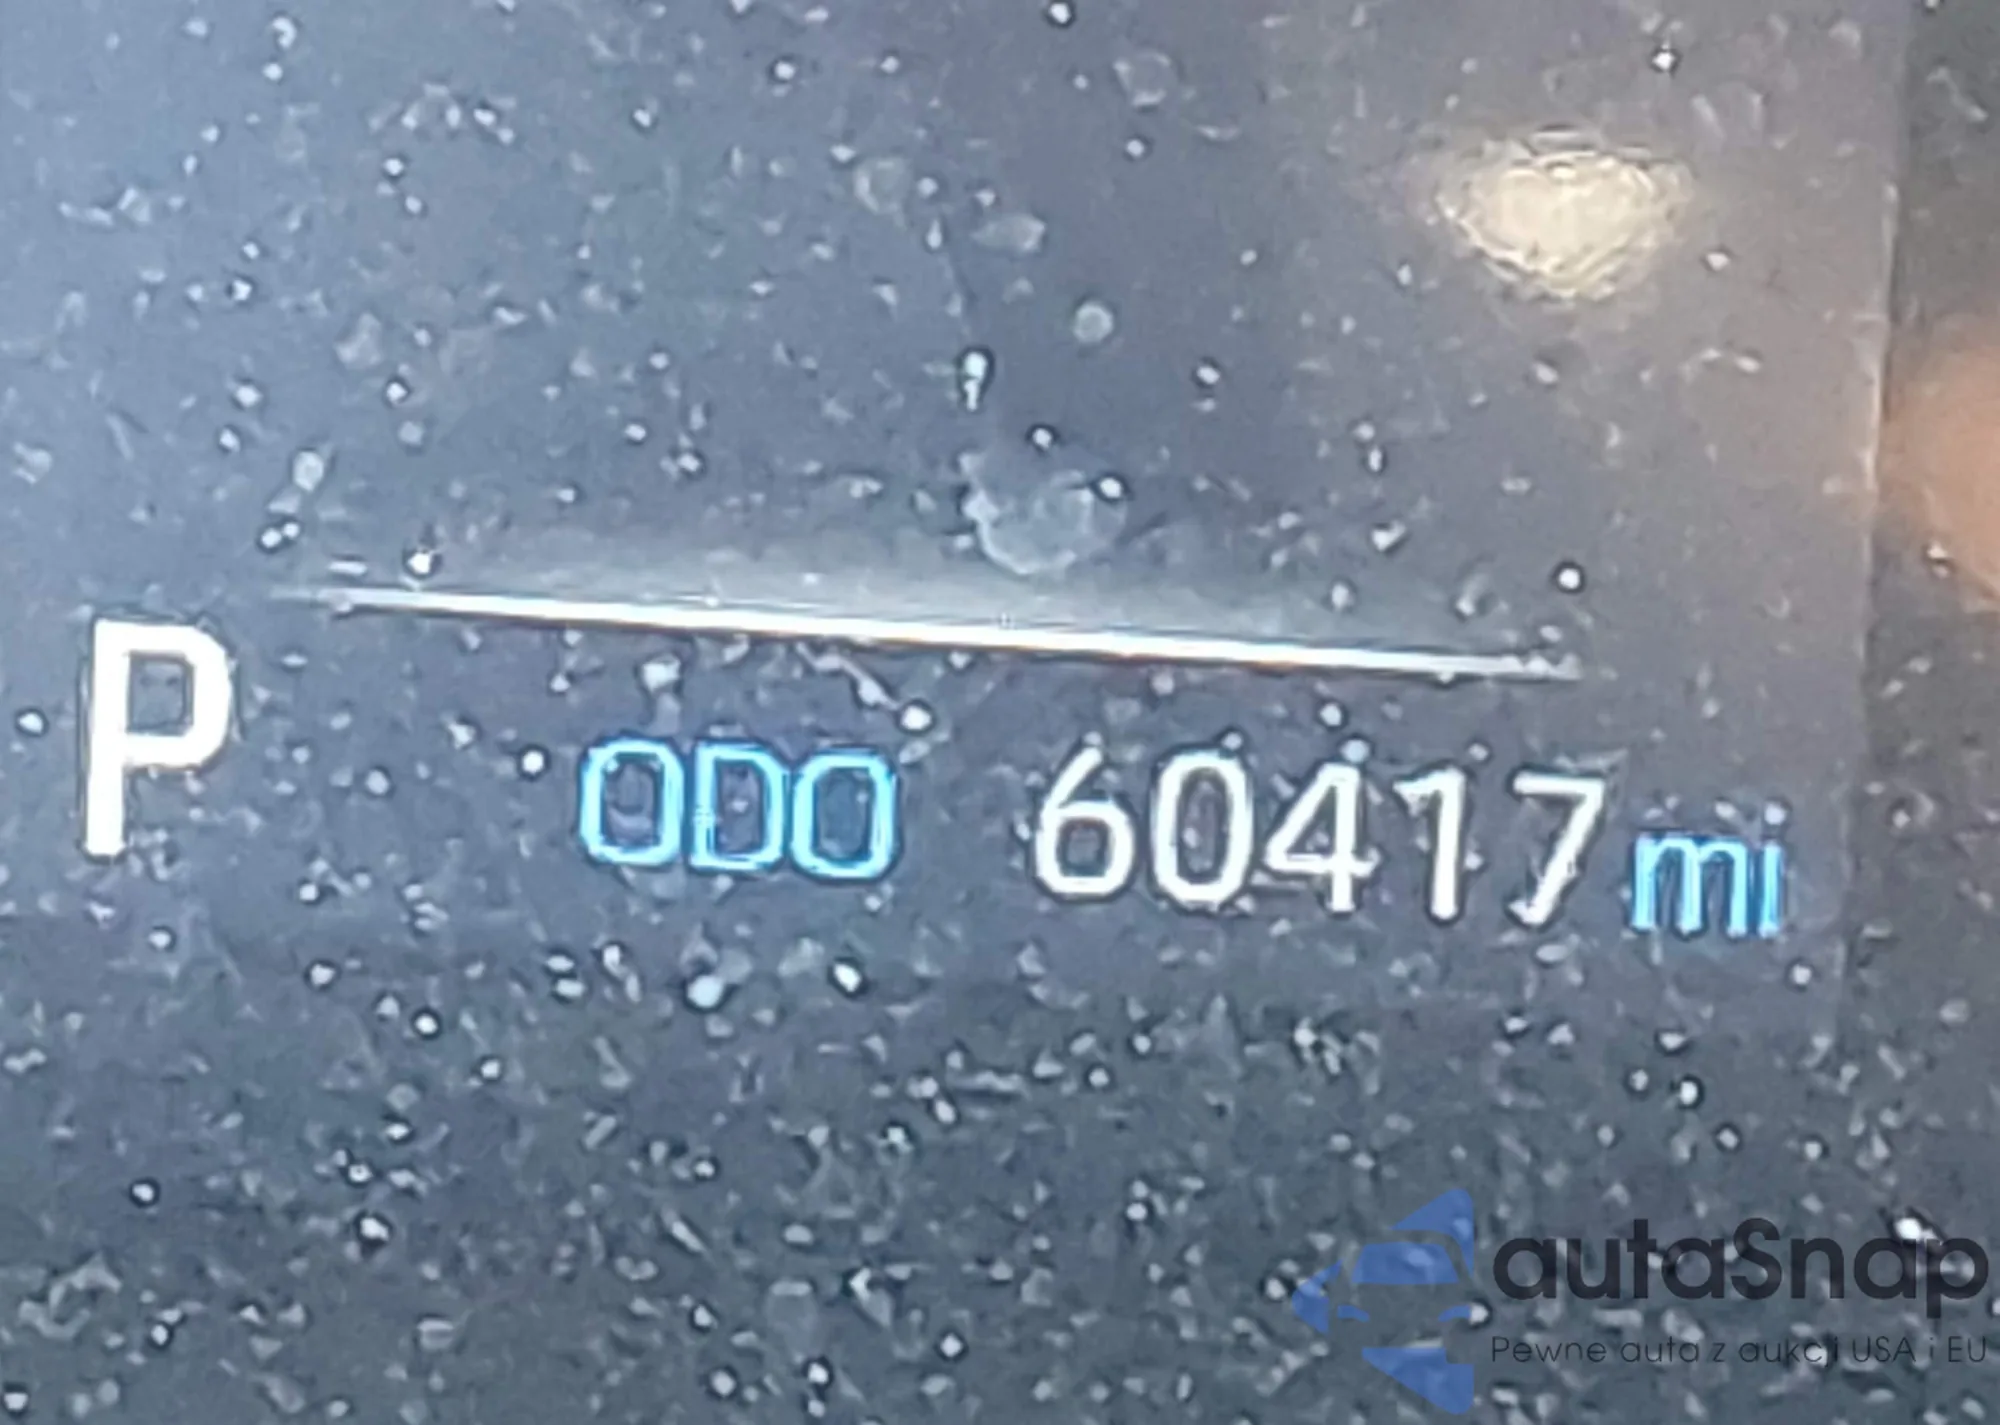 P ODO 60417 mi
autaSnap
Pewne auta z aukcji USA i EU